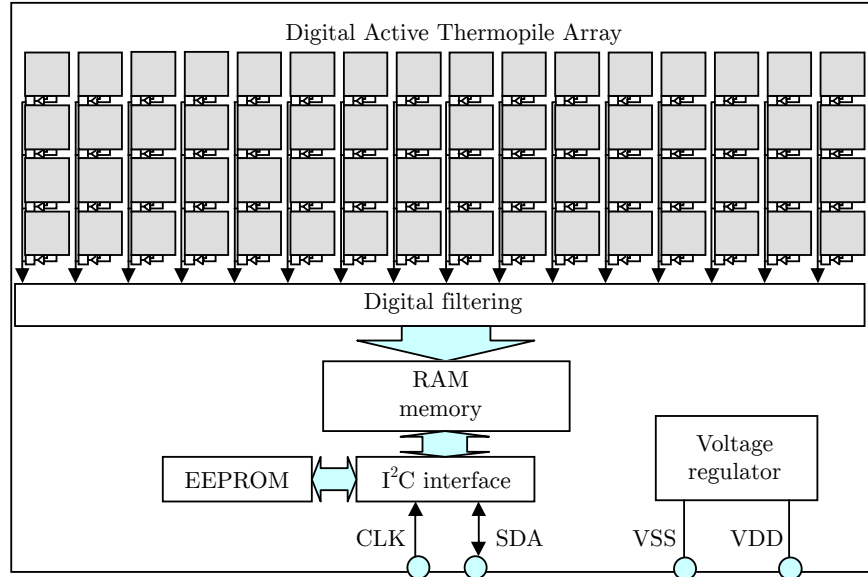 Digital Active Thermopile Array
Digital filtering
RAM
memory
EEPROM
I²C interface
Voltage
regulator
CLK
SDA
VSS
VDD